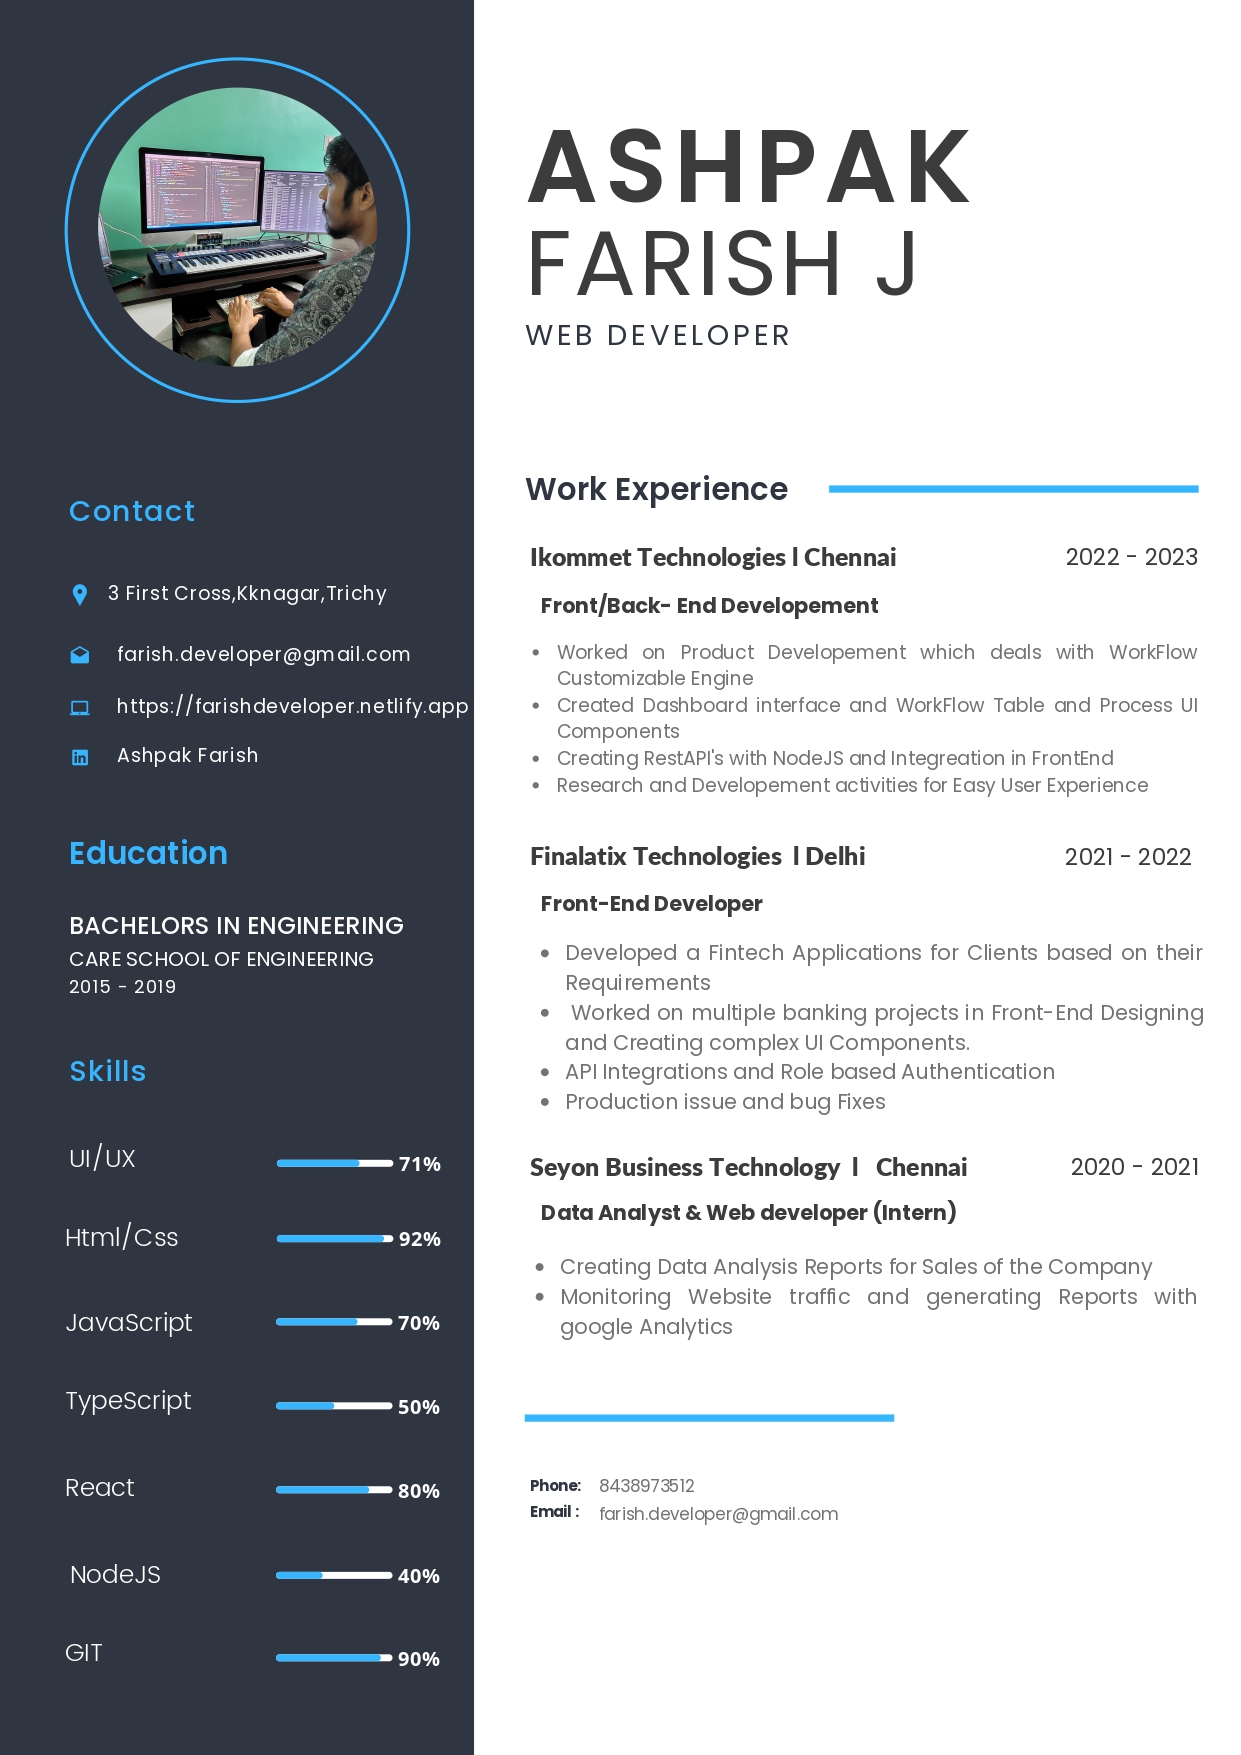 ASHPAK
FARISH J
WEB DEVELOPER
Contact
3 First Cross,Kknagar,Trichy
farish.developer@gmail.com
https://farishdeveloper.netlify.app
Ashpak Farish
Education
BACHELORS IN ENGINEERING
CARE SCHOOL OF ENGINEERING
2015 - 2019
Skills
UI/UX 71%
Html/Css 92%
JavaScript 70%
TypeScript 50%
React 80%
NodeJS 40%
GIT 90%
Work Experience
Ikommet Technologies l Chennai 2022 - 2023
Front/Back- End Developement
• Worked on Product Developement which deals with WorkFlow
Customizable Engine
• Created Dashboard interface and WorkFlow Table and Process UI
Components
• Creating RestAPI's with NodeJS and Integreation in FrontEnd
• Research and Developement activities for Easy User Experience
Finalatix Technologies l Delhi 2021 - 2022
Front-End Developer
• Developed a Fintech Applications for Clients based on their
Requirements
• Worked on multiple banking projects in Front-End Designing
and Creating complex UI Components.
• API Integrations and Role based Authentication
• Production issue and bug Fixes
Seyon Business Technology l Chennai 2020 - 2021
Data Analyst & Web developer (Intern)
• Creating Data Analysis Reports for Sales of the Company
• Monitoring Website traffic and generating Reports with
google Analytics
Phone: 8438973512
Email : farish.developer@gmail.com